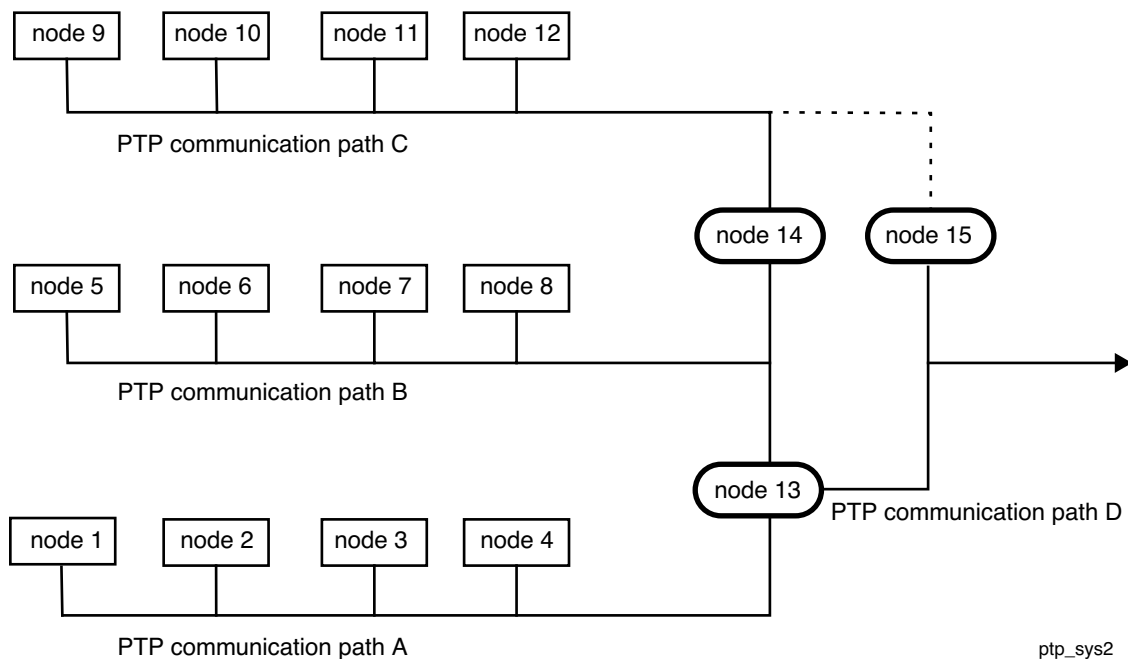 node 9
node 10
node 11
node 12
PTP communication path C
node 14
node 15
node 5
node 6
node 7
node 8
PTP communication path B
node 13
PTP communication path D
node 1
node 2
node 3
node 4
PTP communication path A
ptp_sys2